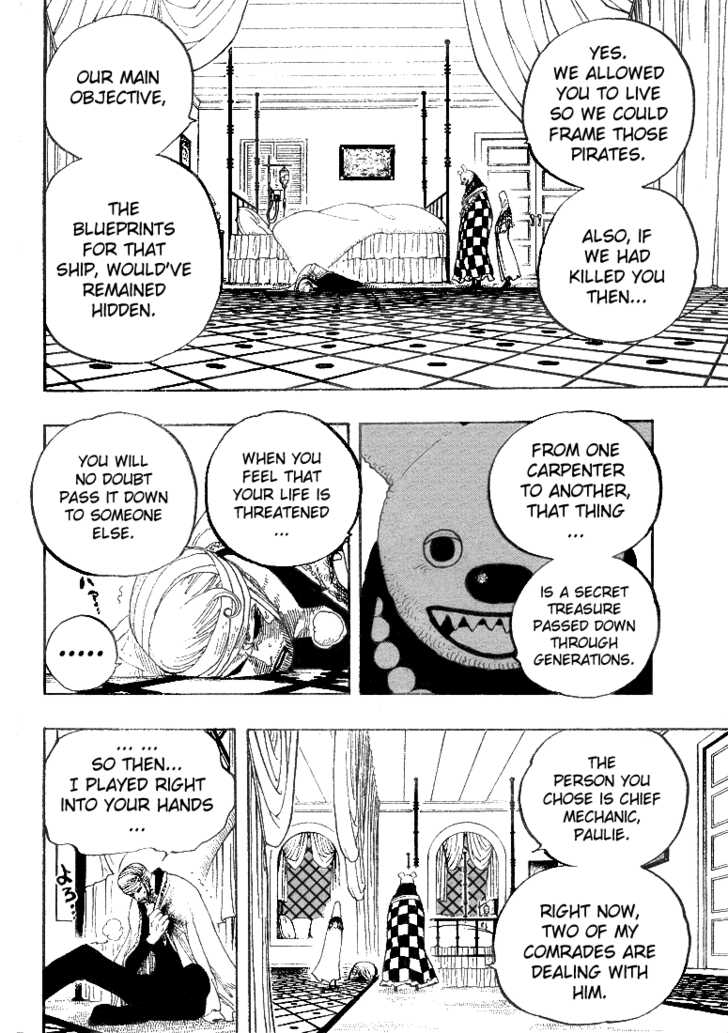 YES.
WE ALLOWED
YOU TO LIVE
SO WE COULD
FRAME THOSE
PIRATES.
ALSO, IF
WE HAD
KILLED YOU
THEN...
OUR MAIN
OBJECTIVE,
THE
BLUEPRINTS
FOR THAT
SHIP, WOULD'VE
REMAINED
HIDDEN.
FROM ONE
CARPENTER
TO ANOTHER,
THAT THING
...
IS A SECRET
TREASURE
PASSED DOWN
THROUGH
GENERATIONS.
WHEN YOU
FEEL THAT
YOUR LIFE IS
THREATENED
...
YOU WILL
NO DOUBT
PASS IT DOWN
TO SOMEONE
ELSE.
.....
THE
PERSON YOU
CHOSE IS CHIEF
MECHANIC,
PAULIE.
RIGHT NOW,
TWO OF MY
COMRADES ARE
DEALING WITH
HIM.
... ...
SO THEN...
I PLAYED RIGHT
INTO YOUR HANDS
...